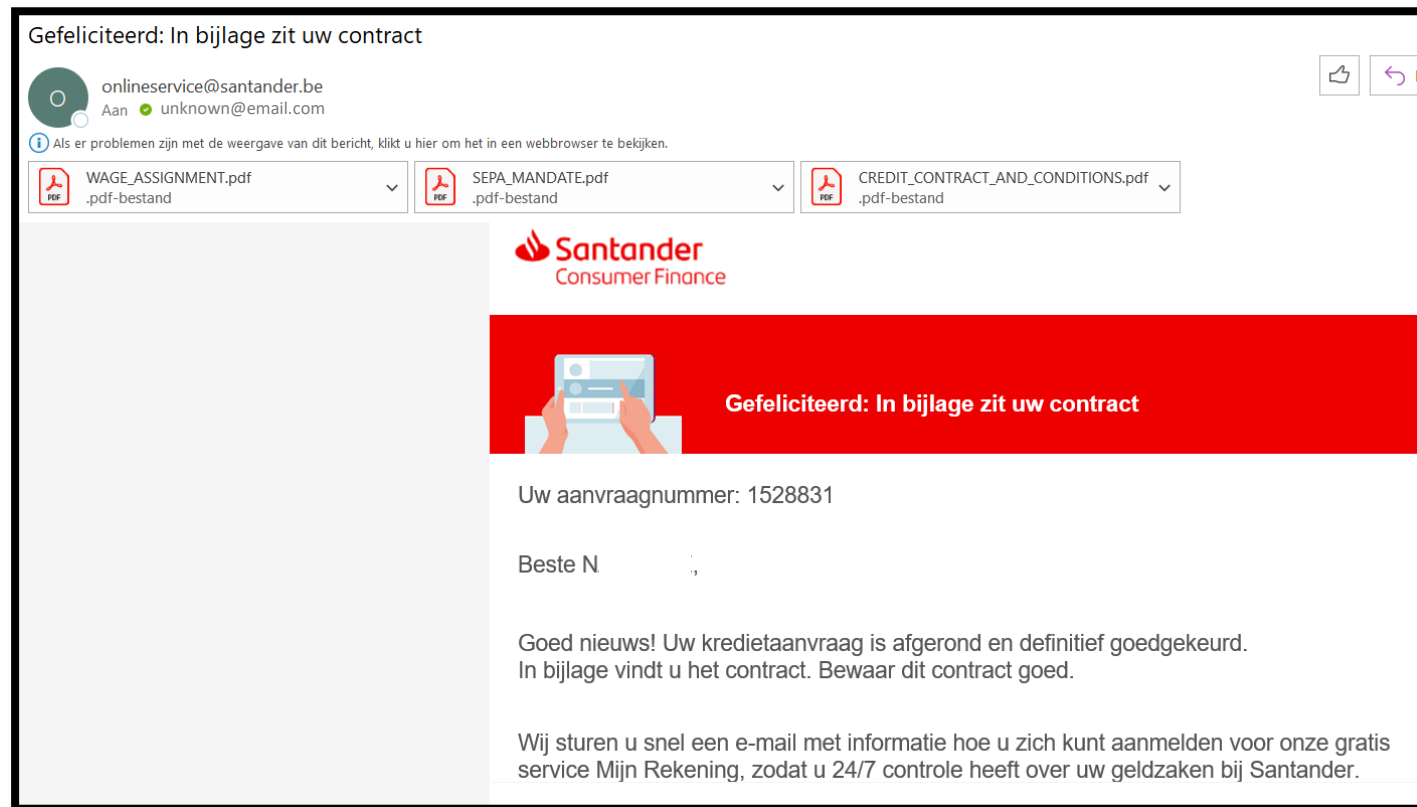 Gefeliciteerd: In bijlage zit uw contract
O
onlineservice@santander.be
Aan unknown@email.com
Als er problemen zijn met de weergave van dit bericht, klikt u hier om het in een webbrowser te bekijken.
PDF WAGE_ASSIGNMENT.pdf
.pdf-bestand
PDF SEPA_MANDATE.pdf
.pdf-bestand
PDF CREDIT_CONTRACT_AND_CONDITIONS.pdf
.pdf-bestand
Santander
Consumer Finance
Gefeliciteerd: In bijlage zit uw contract
Uw aanvraagnummer: 1528831
Beste N ,
Goed nieuws! Uw kredietaanvraag is afgerond en definitief goedgekeurd.
In bijlage vindt u het contract. Bewaar dit contract goed.
Wij sturen u snel een e-mail met informatie hoe u zich kunt aanmelden voor onze gratis
service Mijn Rekening, zodat u 24/7 controle heeft over uw geldzaken bij Santander.